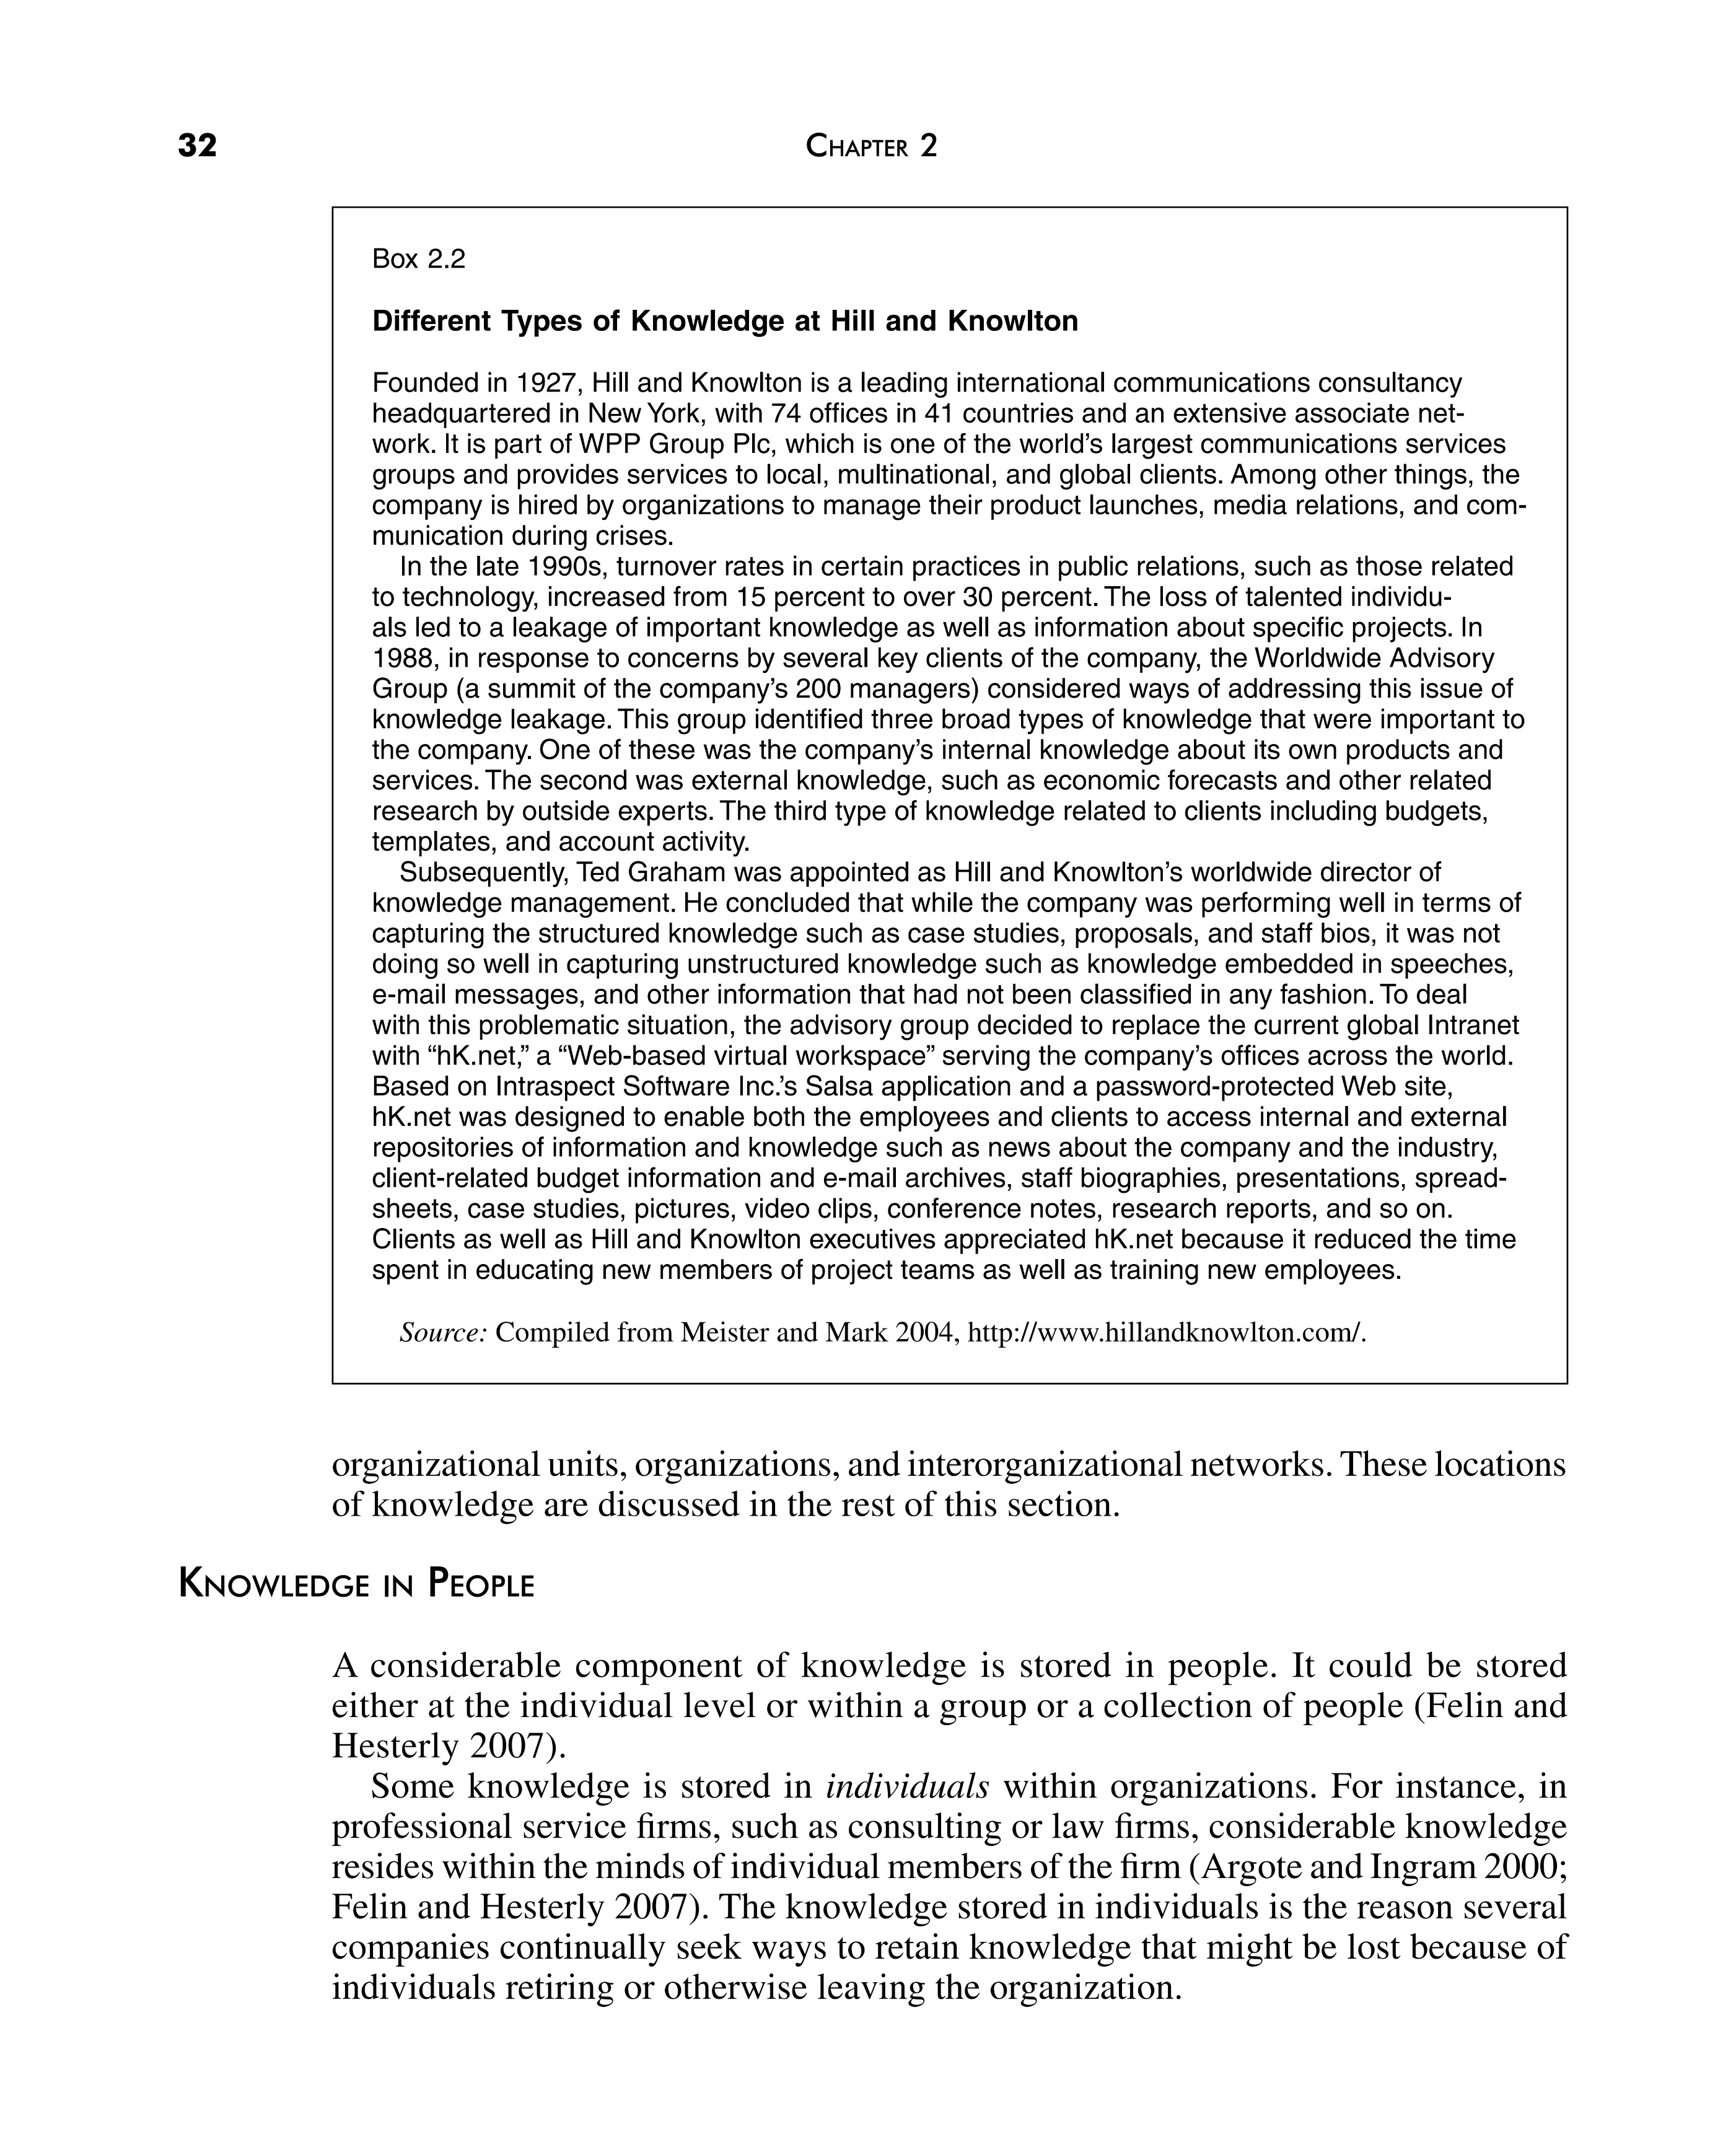 32
Chapter 2
Box 2.2
Different Types of Knowledge at Hill and Knowlton
Founded in 1927, Hill and Knowlton is a leading international communications consultancy
headquartered in New York, with 74 offices in 41 countries and an extensive associate net-
work. It is part of WPP Group Plc, which is one of the world’s largest communications services
groups and provides services to local, multinational, and global clients. Among other things, the
company is hired by organizations to manage their product launches, media relations, and com-
munication during crises.
In the late 1990s, turnover rates in certain practices in public relations, such as those related
to technology, increased from 15 percent to over 30 percent. The loss of talented individu-
als led to a leakage of important knowledge as well as information about specific projects. In
1988, in response to concerns by several key clients of the company, the Worldwide Advisory
Group (a summit of the company’s 200 managers) considered ways of addressing this issue of
knowledge leakage. This group identified three broad types of knowledge that were important to
the company. One of these was the company’s internal knowledge about its own products and
services. The second was external knowledge, such as economic forecasts and other related
research by outside experts. The third type of knowledge related to clients including budgets,
templates, and account activity.
Subsequently, Ted Graham was appointed as Hill and Knowlton’s worldwide director of
knowledge management. He concluded that while the company was performing well in terms of
capturing the structured knowledge such as case studies, proposals, and staff bios, it was not
doing so well in capturing unstructured knowledge such as knowledge embedded in speeches,
e-mail messages, and other information that had not been classified in any fashion. To deal
with this problematic situation, the advisory group decided to replace the current global Intranet
with “hK.net,” a “Web-based virtual workspace” serving the company’s offices across the world.
Based on Intraspect Software Inc.’s Salsa application and a password-protected Web site,
hK.net was designed to enable both the employees and clients to access internal and external
repositories of information and knowledge such as news about the company and the industry,
client-related budget information and e-mail archives, staff biographies, presentations, spread-
sheets, case studies, pictures, video clips, conference notes, research reports, and so on.
Clients as well as Hill and Knowlton executives appreciated hK.net because it reduced the time
spent in educating new members of project teams as well as training new employees.
Source: Compiled from Meister and Mark 2004, http://www.hillandknowlton.com/.
organizational units, organizations, and interorganizational networks. These locations
of knowledge are discussed in the rest of this section.
Knowledge in People
A considerable component of knowledge is stored in people. It could be stored
either at the individual level or within a group or a collection of people (Felin and
Hesterly 2007).
Some knowledge is stored in individuals within organizations. For instance, in
professional service firms, such as consulting or law firms, considerable knowledge
resides within the minds of individual members of the firm (Argote and Ingram 2000;
Felin and Hesterly 2007). The knowledge stored in individuals is the reason several
companies continually seek ways to retain knowledge that might be lost because of
individuals retiring or otherwise leaving the organization.